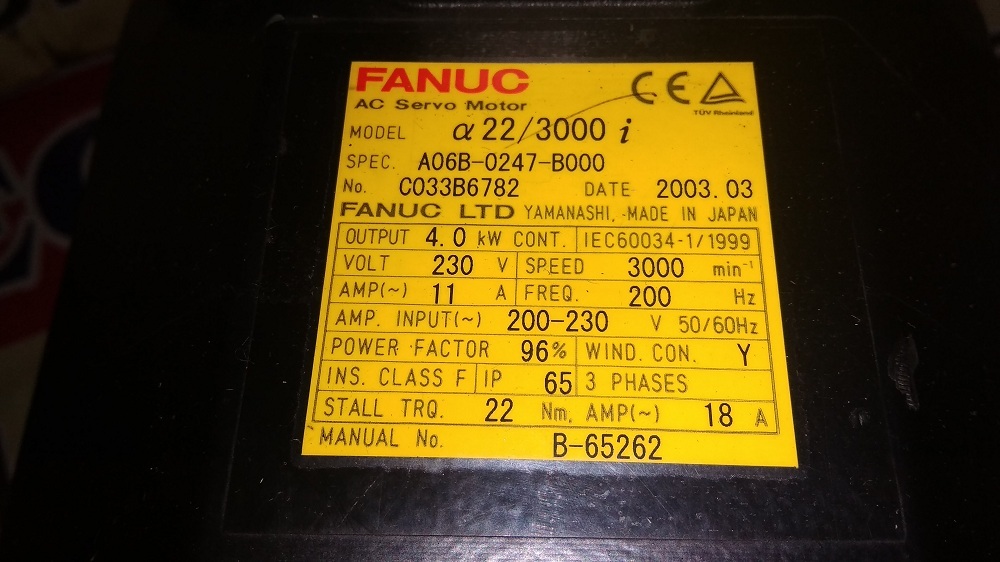 FANUC
AC Servo Motor
CE TÜV Rheinland
MODEL α22/3000 i
SPEC. A06B-0247-B000
No. C033B6782 DATE 2003.03
FANUC LTD YAMANASHI, MADE IN JAPAN
OUTPUT 4.0 kW CONT. IEC60034-1/1999
VOLT 230 V SPEED 3000 min⁻¹
AMP(~) 11 A FREQ. 200 Hz
AMP. INPUT(~) 200-230 V 50/60Hz
POWER FACTOR 96% WIND. CON. Y
INS. CLASS F IP 65 3 PHASES
STALL TRQ. 22 Nm, AMP(~) 18 A
MANUAL No. B-65262